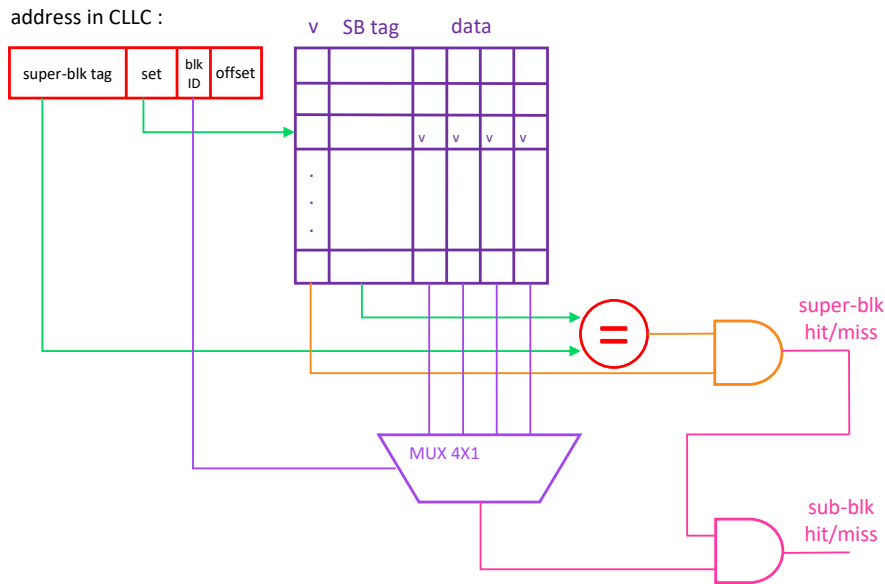 address in CLLC :
v SB tag data
super-blk tag set blk ID offset
v v v v
.
.
.
=
super-blk
hit/miss
MUX 4X1
sub-blk
hit/miss